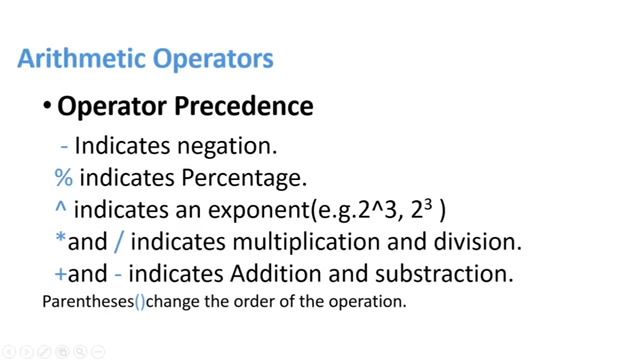 Arithmetic Operators
• Operator Precedence
- Indicates negation.
% indicates Percentage.
^ indicates an exponent(e.g.2^3, 2³ )
*and / indicates multiplication and division.
+and - indicates Addition and substraction.
Parentheses()change the order of the operation.